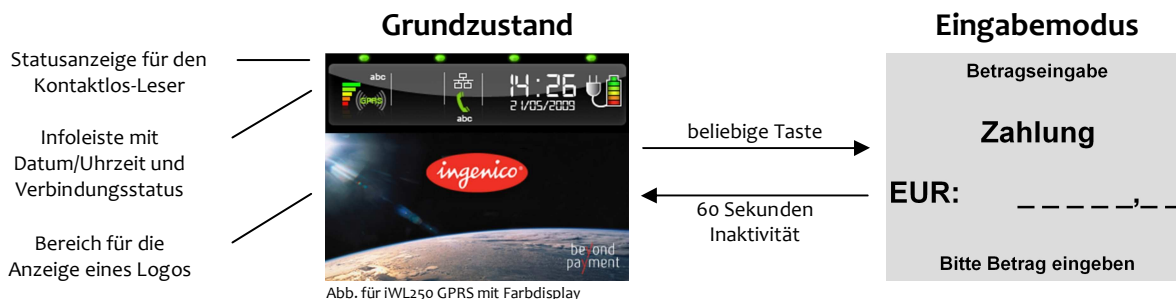 Grundzustand
Eingabemodus
Statusanzeige für den
Kontaktlos-Leser
Infoleiste mit
Datum/Uhrzeit und
Verbindungsstatus
Bereich für die
Anzeige eines Logos
abc
GPRS
abc
14:26
21/05/2009
ingenico
beyond
payment
Abb. für iWL250 GPRS mit Farbdisplay
beliebige Taste
60 Sekunden
Inaktivität
Betragseingabe
Zahlung
EUR: _ _ _ _ _,_ _
Bitte Betrag eingeben